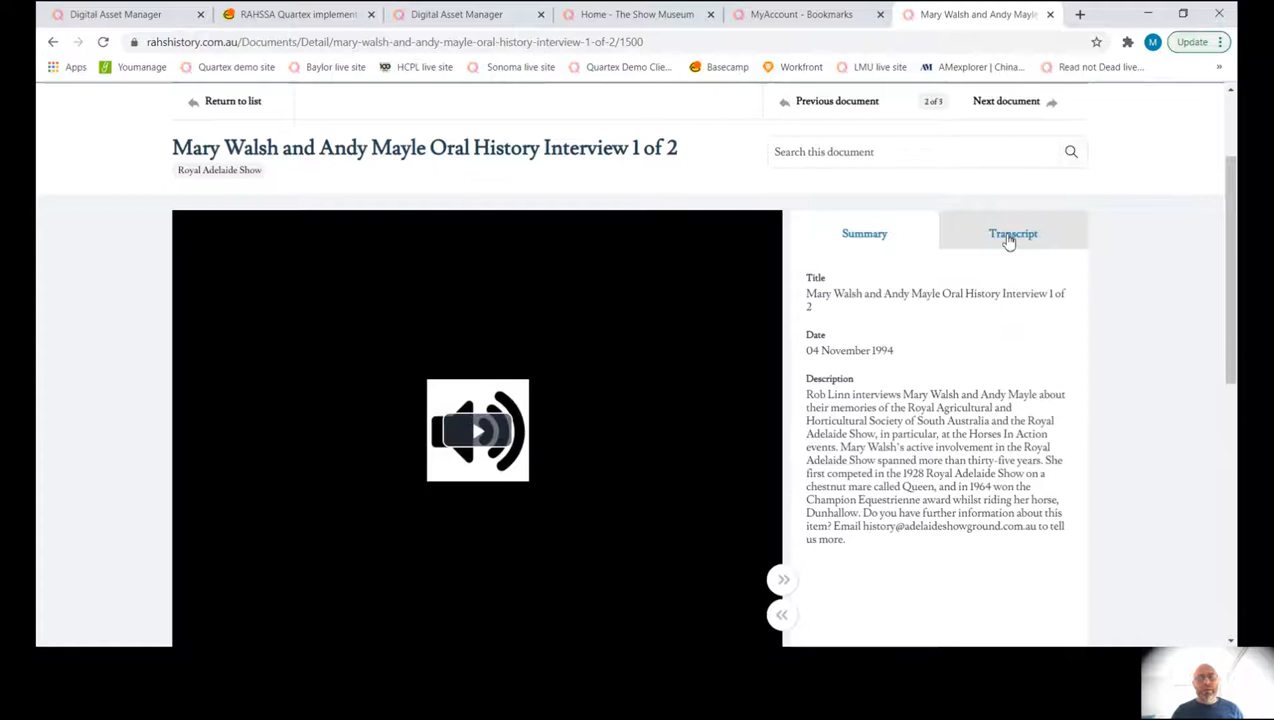 Digital Asset Manager
RAHSSA Quartex implement
Digital Asset Manager
Home - The Show Museum
MyAccount - Bookmarks
Mary Walsh and Andy Mayle
rahshistory.com.au/Documents/Detail/mary-walsh-and-andy-mayle-oral-history-interview-1-of-2/1500
M
Update
Apps
Youmanage
Quartex demo site
Baylor live site
HCPL live site
Sonoma live site
Quartex Demo Clie...
Basecamp
Workfront
LMU live site
AM
AMexplorer | China...
Read not Dead live...
»
Return to list
Previous document
2 of 3
Next document
Mary Walsh and Andy Mayle Oral History Interview 1 of 2
Royal Adelaide Show
Search this document
Summary
Transcript
Title
Mary Walsh and Andy Mayle Oral History Interview 1 of
2
Date
04 November 1994
Description
Rob Linn interviews Mary Walsh and Andy Mayle about
their memories of the Royal Agricultural and
Horticultural Society of South Australia and the Royal
Adelaide Show, in particular, at the Horses In Action
events. Mary Walsh's active involvement in the Royal
Adelaide Show spanned more than thirty-five years. She
first competed in the 1928 Royal Adelaide Show on a
chestnut mare called Queen, and in 1964 won the
Champion Equestrienne award whilst riding her horse,
Dunhallow. Do you have further information about this
item? Email history@adelaideshowground.com.au to tell
us more.